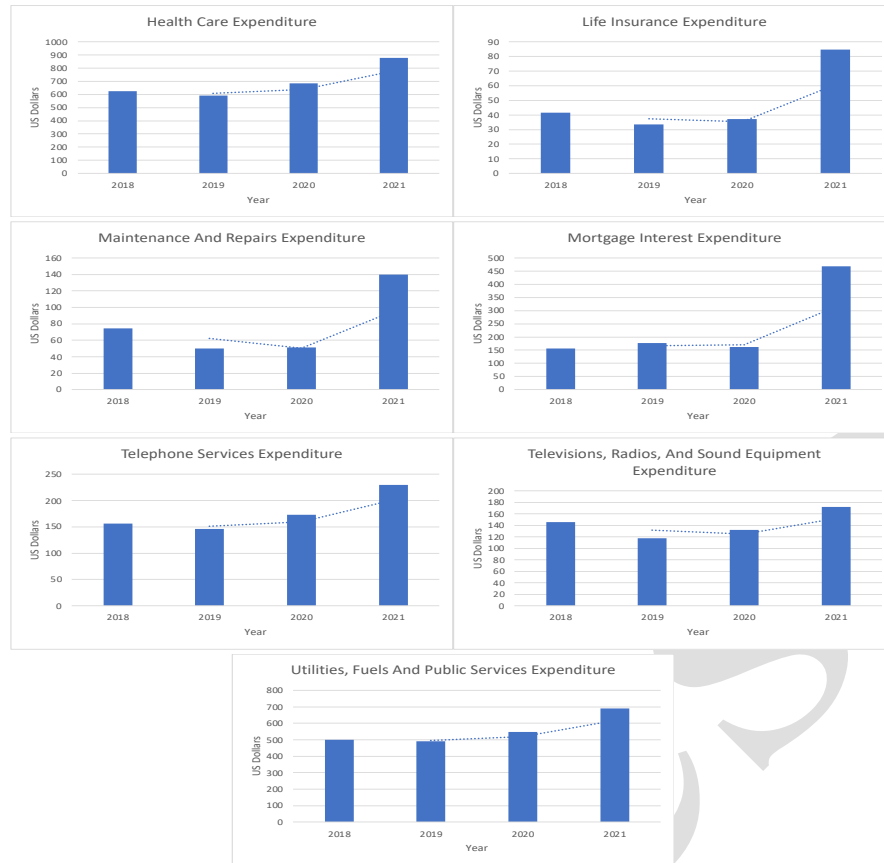 Health Care Expenditure
1000
900
800
700
600
500
400
300
200
100
0
US Dollars
2018 2019 2020 2021
Year
Life Insurance Expenditure
90
80
70
60
50
40
30
20
10
0
US Dollars
2018 2019 2020 2021
Year
Maintenance And Repairs Expenditure
160
140
120
100
80
60
40
20
0
US Dollars
2018 2019 2020 2021
Year
Mortgage Interest Expenditure
500
450
400
350
300
250
200
150
100
50
0
US Dollars
2018 2019 2020 2021
Year
Telephone Services Expenditure
250
200
150
100
50
0
US Dollars
2018 2019 2020 2021
Year
Televisions, Radios, And Sound Equipment
Expenditure
200
180
160
140
120
100
80
60
40
20
0
US Dollars
2018 2019 2020 2021
Year
Utilities, Fuels And Public Services Expenditure
800
700
600
500
400
300
200
100
0
US Dollars
2018 2019 2020 2021
Year